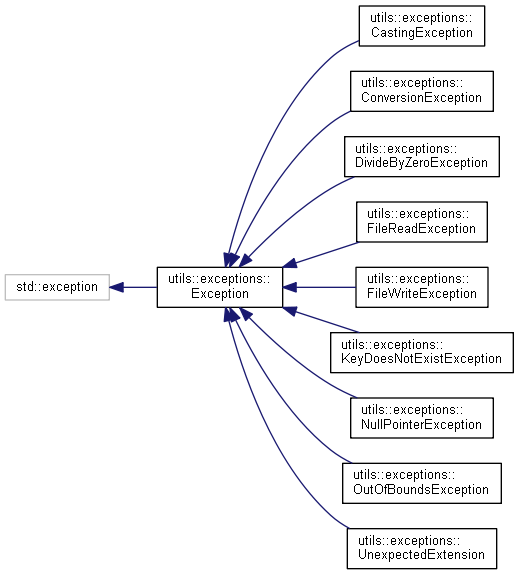 utils::exceptions::
CastingException
utils::exceptions::
ConversionException
utils::exceptions::
DivideByZeroException
utils::exceptions::
FileReadException
std::exception
utils::exceptions::
Exception
utils::exceptions::
FileWriteException
utils::exceptions::
KeyDoesNotExistException
utils::exceptions::
NullPointerException
utils::exceptions::
OutOfBoundsException
utils::exceptions::
UnexpectedExtension